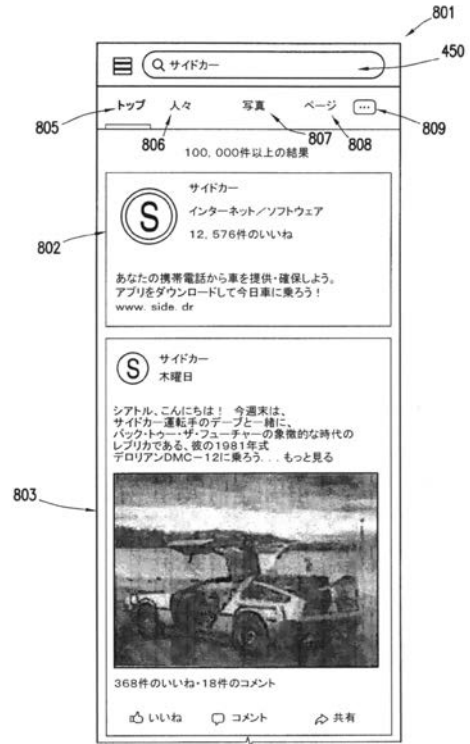 801
サイドカー
450
トップ 人々 写真 ページ …
805 806 807 808 809
100, 000件以上の結果
802
S
サイドカー
インターネット／ソフトウェア
12, 576件のいいね
あなたの携帯電話から車を提供・確保しよう。
アプリをダウンロードして今日車に乗ろう！
www. side. dr
803
S
サイドカー
木曜日
シアトル、こんにちは！ 今週末は、
サイドカー運転手のデーブと一緒に、
バック・トゥー・ザ・フューチャーの象徴的な時代の
レプリカである、彼の1981年式
デロリアンDMC－12に乗ろう. . . もっと見る
368件のいいね・18件のコメント
いいね コメント 共有